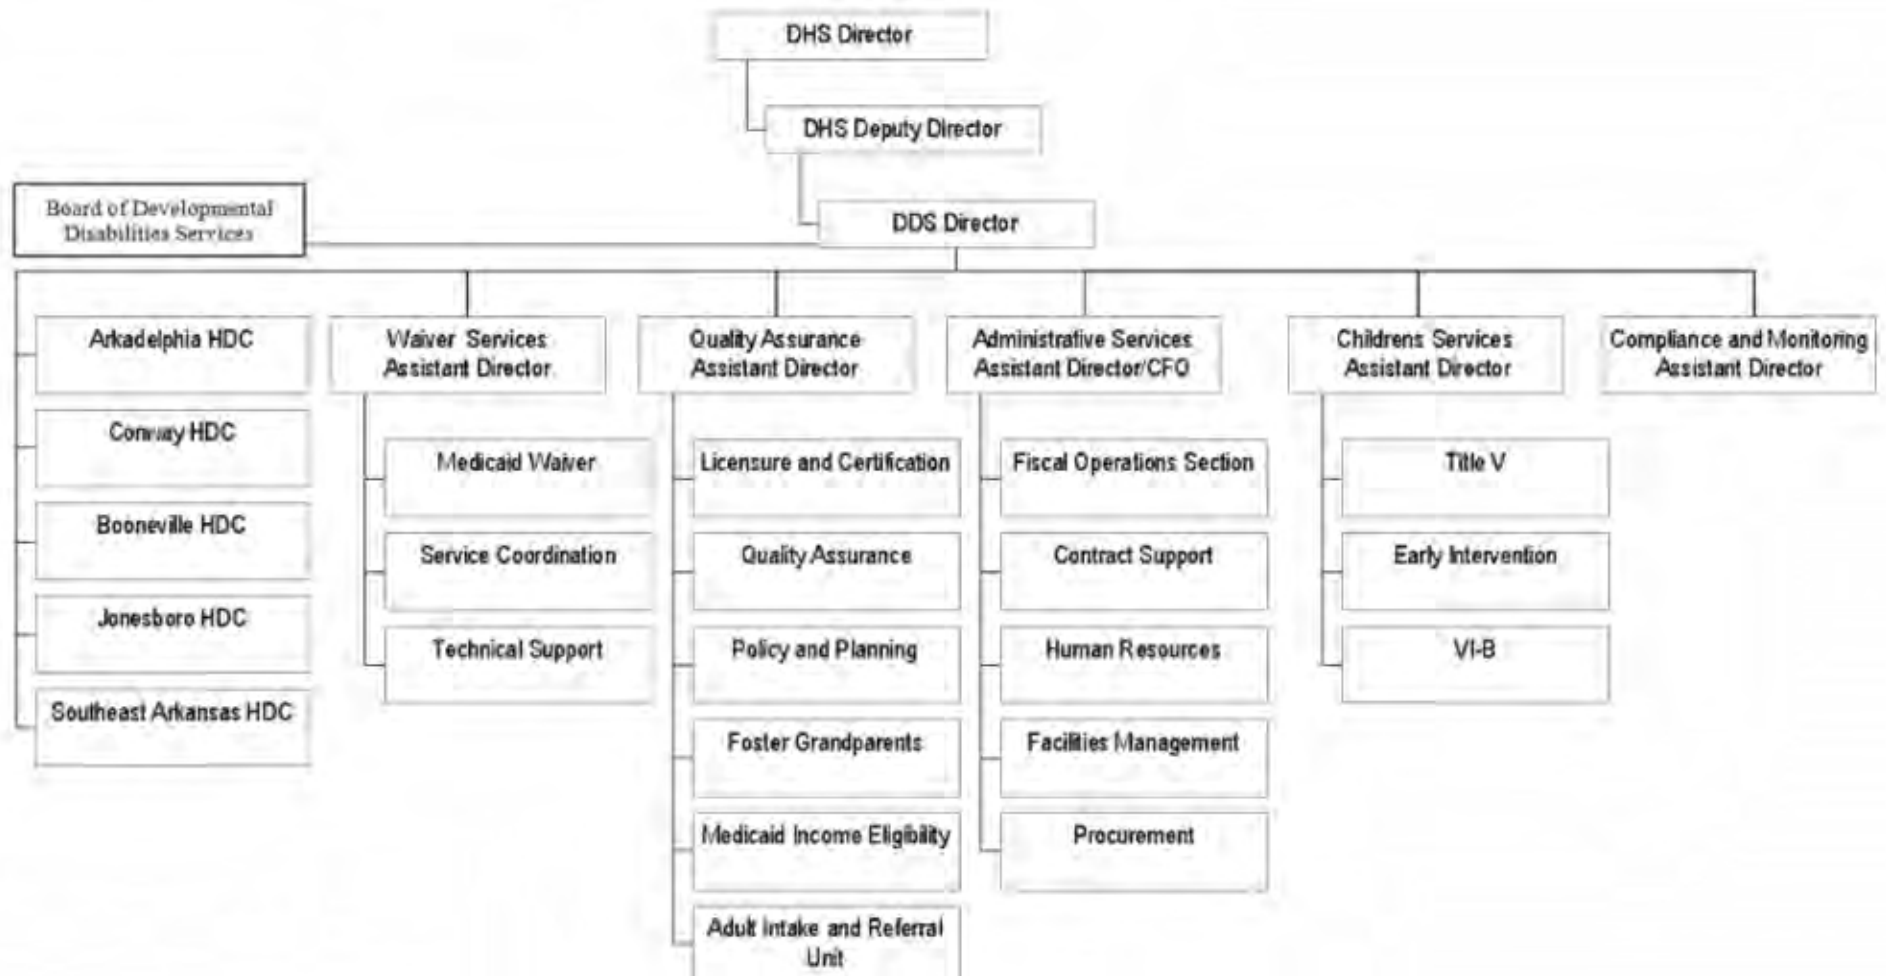 DHS Director
DHS Deputy Director
Board of Developmental
Disabilities Services
DDS Director
Arkadelphia HDC
Conway HDC
Booneville HDC
Jonesboro HDC
Southeast Arkansas HDC
Waiver Services
Assistant Director
Medicaid Waiver
Service Coordination
Technical Support
Quality Assurance
Assistant Director
Licensure and Certification
Quality Assurance
Policy and Planning
Foster Grandparents
Medicaid Income Eligibility
Adult Intake and Referral
Unit
Administrative Services
Assistant Director/CFO
Fiscal Operations Section
Contract Support
Human Resources
Facilities Management
Procurement
Childrens Services
Assistant Director
Title V
Early Intervention
VI-B
Compliance and Monitoring
Assistant Director